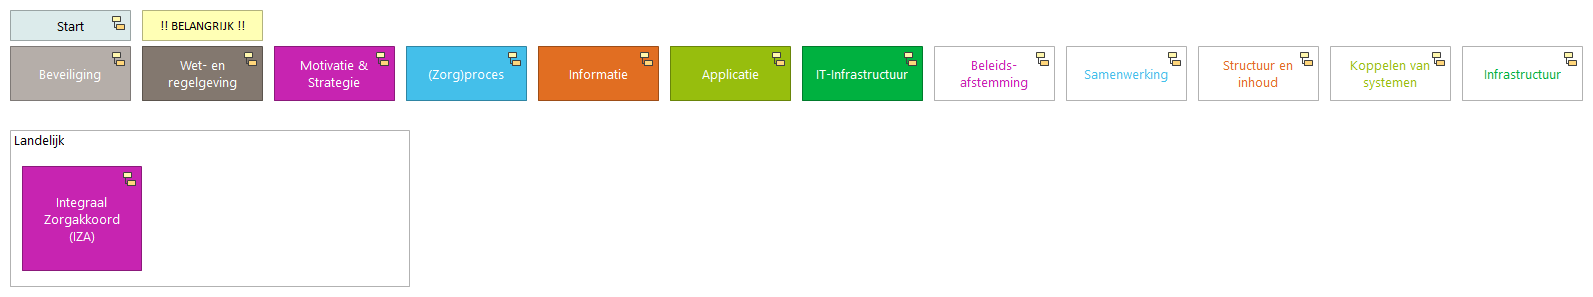 Start
!! BELANGRIJK !!
Beveiliging
Wet- en
regelgeving
Motivatie &
Strategie
(Zorg)proces
Informatie
Applicatie
IT-Infrastructuur
Beleids-
afstemming
Samenwerking
Structuur en
inhoud
Koppelen van
systemen
Infrastructuur
Landelijk
Integraal
Zorgakkoord
(IZA)